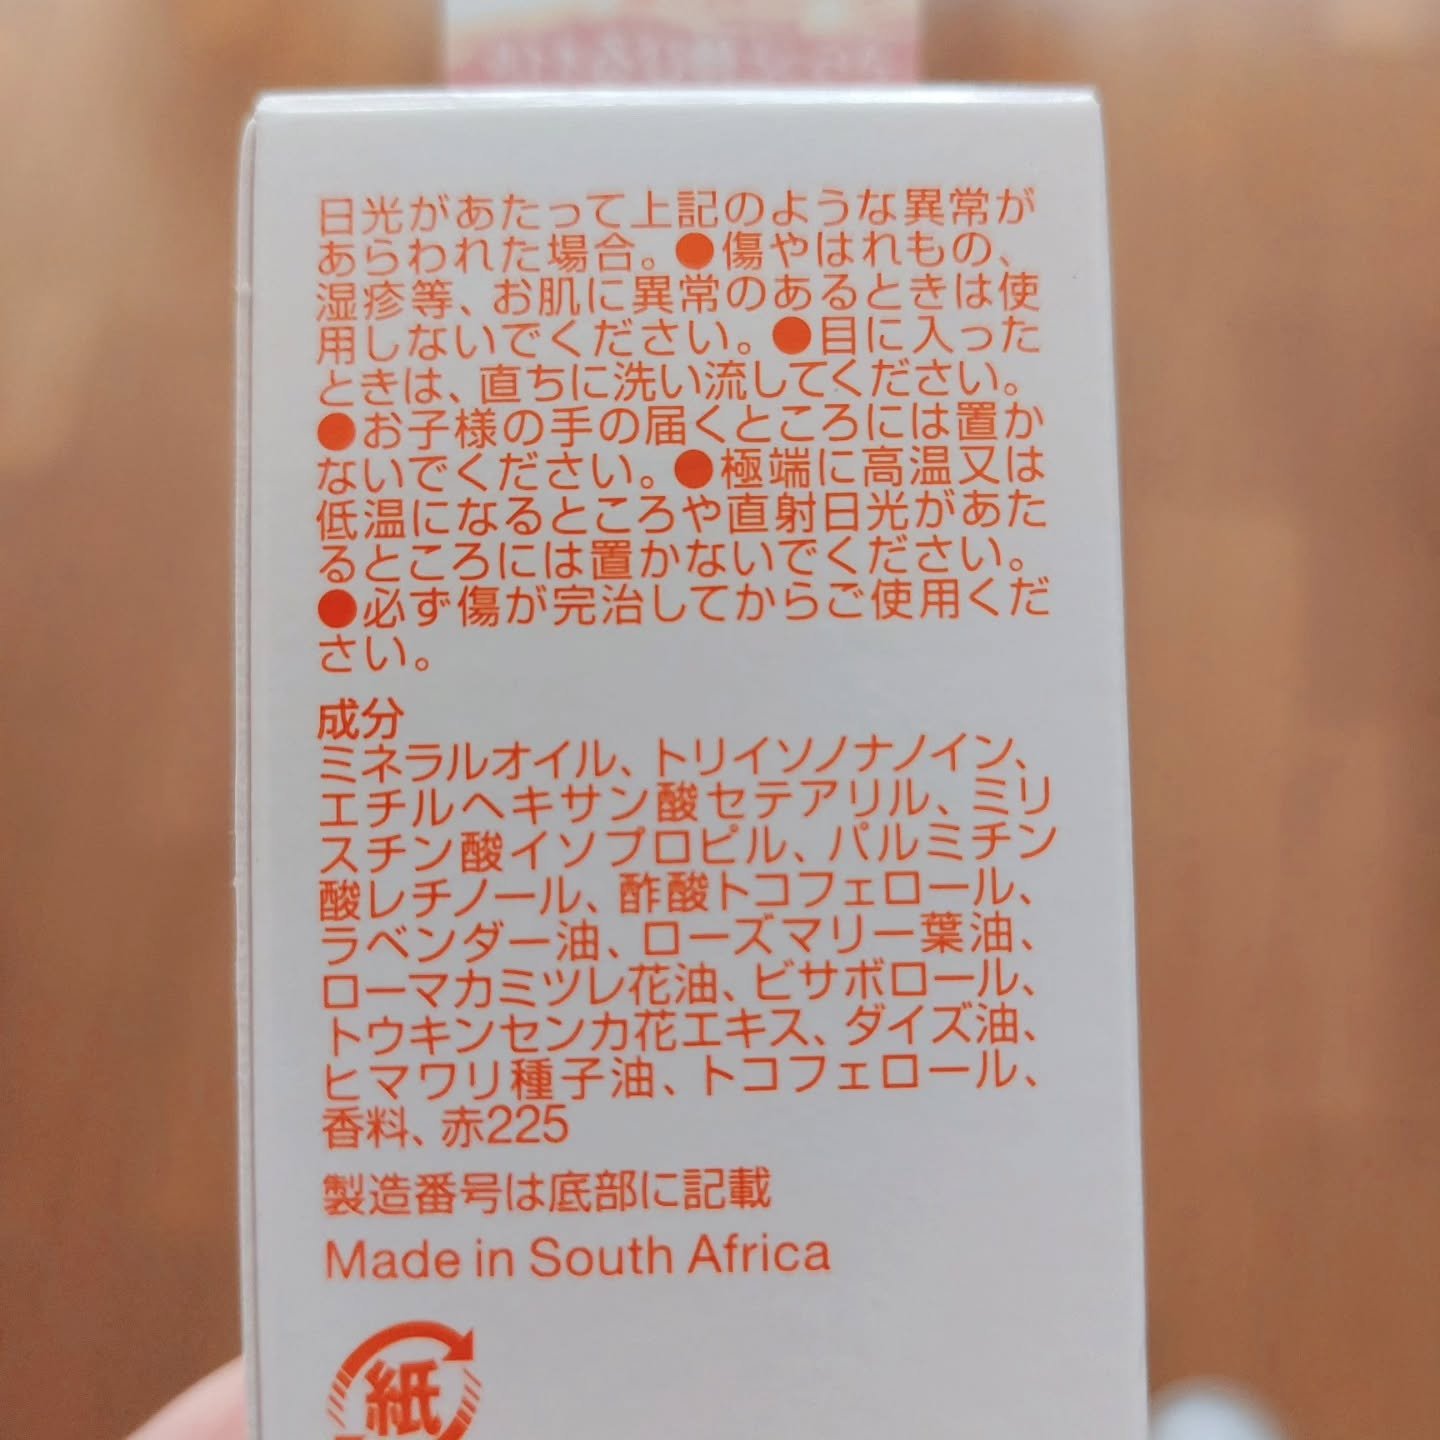 日光があたって上記のような異常が
あらわれた場合。●傷やはれもの、
湿疹等、お肌に異常のあるときは使
用しないでください。●目に入った
ときは、直ちに洗い流してください。
●お子様の手の届くところには置か
ないでください。●極端に高温又は
低温になるところや直射日光があた
るところには置かないでください。
●必ず傷が完治してからご使用くだ
さい。
成分
ミネラルオイル、トリイソノナノイン、
エチルヘキサン酸セテアリル、ミリ
スチン酸イソプロピル、パルミチン
酸レチノール、酢酸トコフェロール、
ラベンダー油、ローズマリー葉油、
ローマカミツレ花油、ビサボロール、
トウキンセンカ花エキス、ダイズ油、
ヒマワリ種子油、トコフェロール、
香料、赤225
製造番号は底部に記載
Made in South Africa
紙